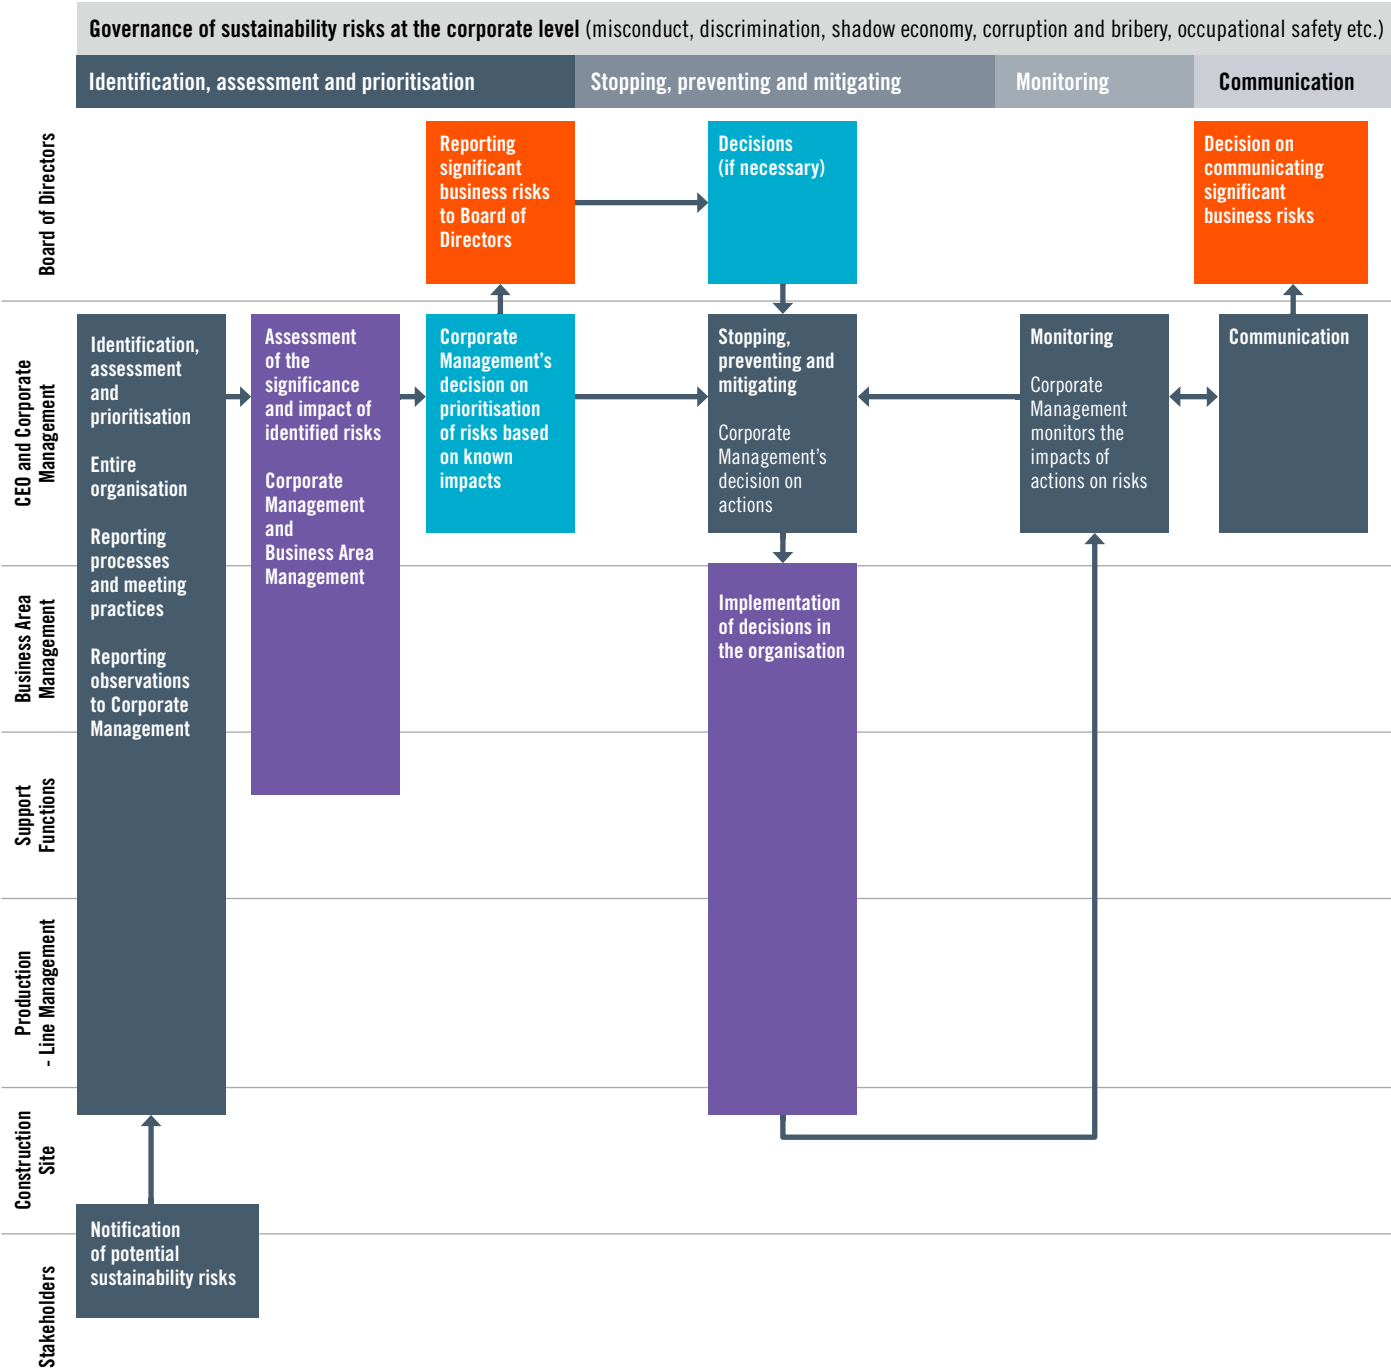 Governance of sustainability risks at the corporate level (misconduct, discrimination, shadow economy, corruption and bribery, occupational safety etc.)
Identification, assessment and prioritisation
Stopping, preventing and mitigating
Monitoring
Communication
Board of Directors
Reporting
significant
business risks
to Board of
Directors
Decisions
(if necessary)
Decision on
communicating
significant
business risks
CEO and Corporate
Management
Identification,
assessment
and
prioritisation
Entire
organisation
Reporting
processes
and meeting
practices
Reporting
observations
to Corporate
Management
Assessment
of the
significance
and impact of
identified risks
Corporate
Management
and
Business Area
Management
Corporate
Management’s
decision on
prioritisation
of risks based
on known
impacts
Stopping,
preventing and
mitigating
Corporate
Management’s
decision on
actions
Monitoring
Corporate
Management
monitors the
impacts of
actions on risks
Communication
Business Area
Management
Implementation
of decisions in
the organisation
Support
Functions
Production
- Line Management
Construction
Site
Notification
of potential
sustainability risks
Stakeholders